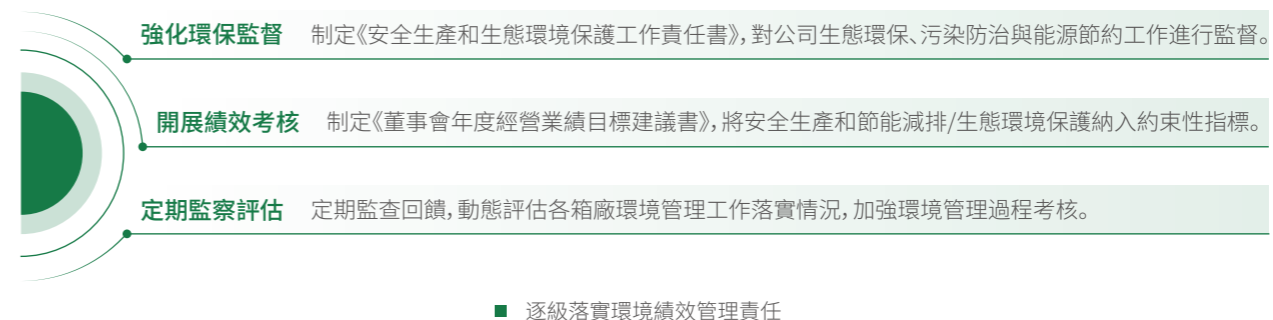 強化環保監督 制定《安全生產和生態環境保護工作責任書》，對公司生態環保、污染防治與能源節約工作進行監督。
開展績效考核 制定《董事會年度經營業績目標建議書》，將安全生產和節能減排/生態環境保護納入約束性指標。
定期監察評估 定期監查回饋，動態評估各箱廠環境管理工作落實情況，加強環境管理過程考核。
■ 逐級落實環境績效管理責任